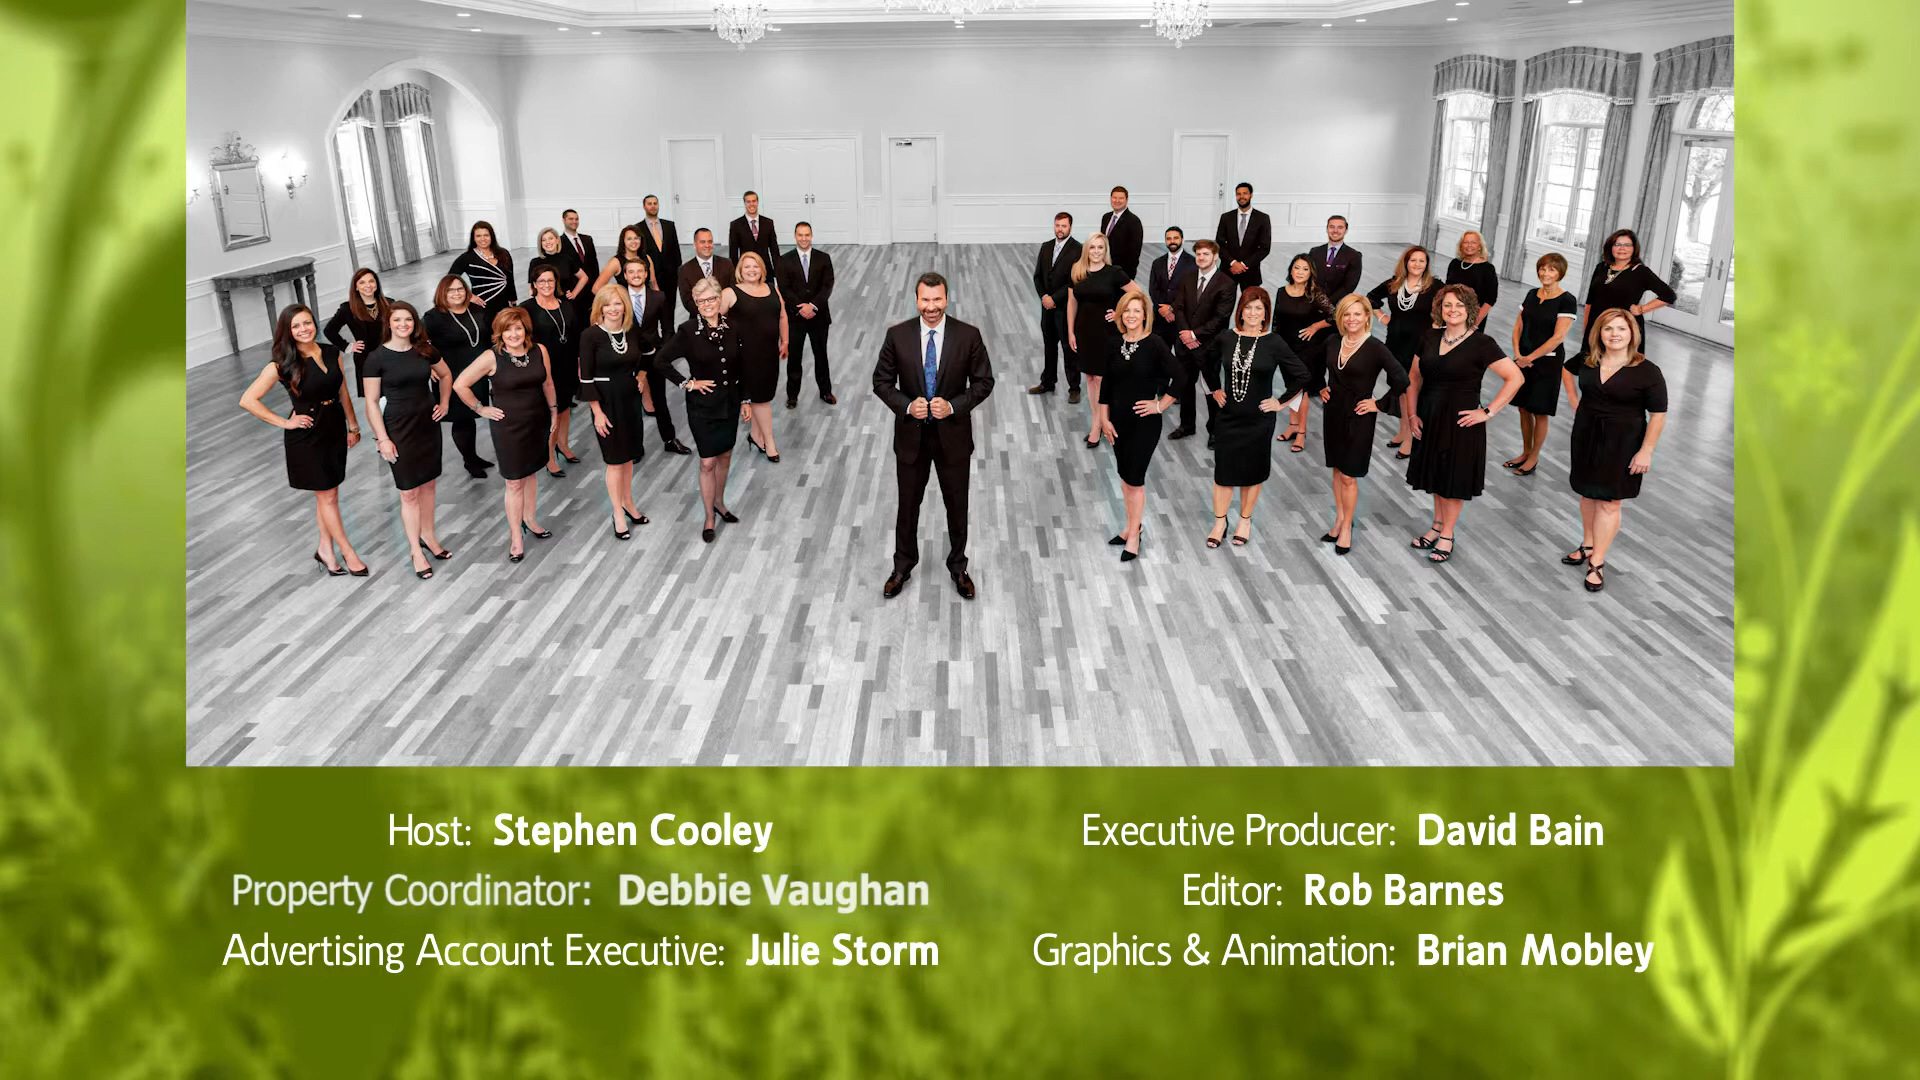 Host: Stephen Cooley
Property Coordinator: Debbie Vaughan
Advertising Account Executive: Julie Storm
Executive Producer: David Bain
Editor: Rob Barnes
Graphics & Animation: Brian Mobley